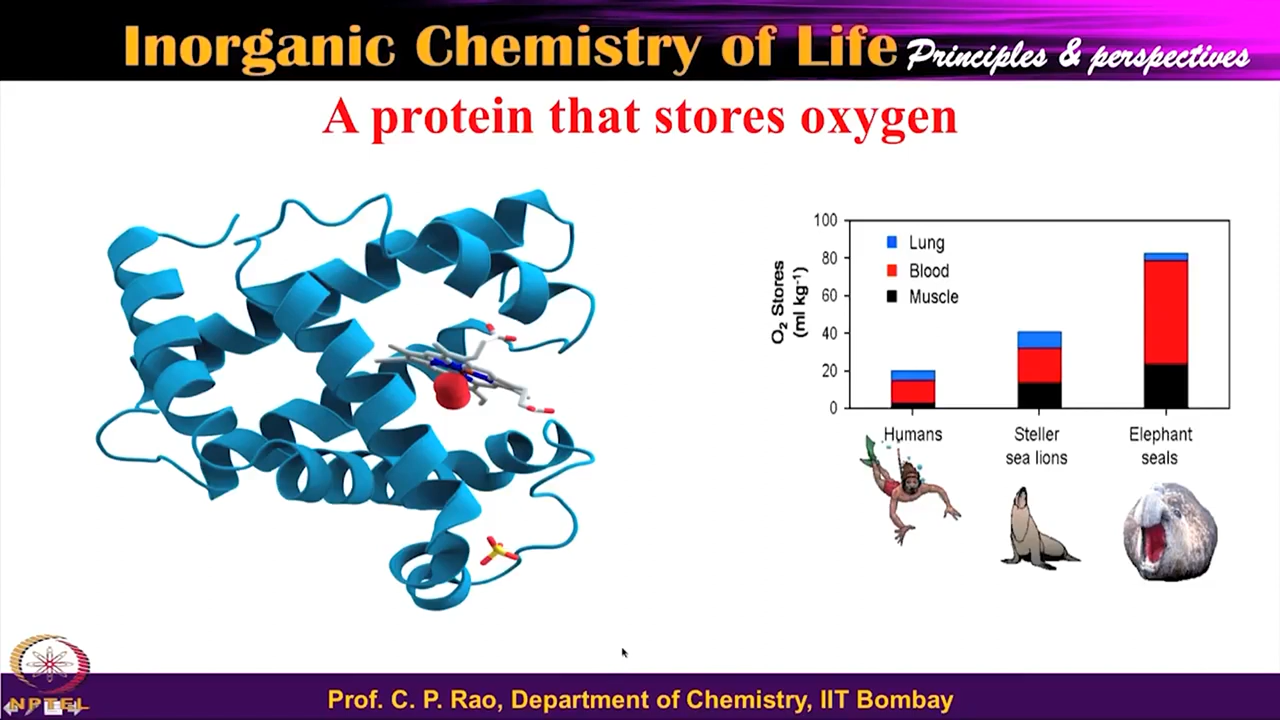 Inorganic Chemistry of Life Principles & perspectives
A protein that stores oxygen
O2 Stores
(ml kg-1)
100
80
60
40
20
0
Lung
Blood
Muscle
Humans
Steller
sea lions
Elephant
seals
NPTEL
Prof. C. P. Rao, Department of Chemistry, IIT Bombay